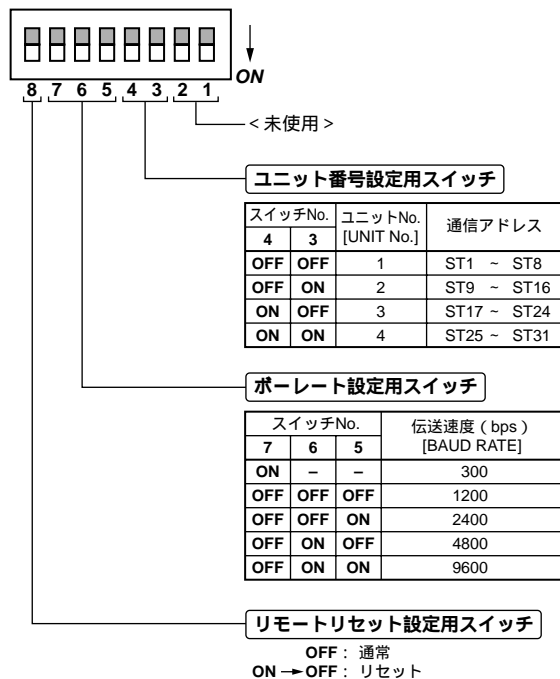 ON
8 7 6 5 4 3 2 1
< 未使用 >
ユニット番号設定用スイッチ
スイッチNo. ユニットNo. 通信アドレス
4 3 [UNIT No.]
OFF OFF 1 ST1 ~ ST8
OFF ON 2 ST9 ~ ST16
ON OFF 3 ST17 ~ ST24
ON ON 4 ST25 ~ ST31
ボーレート設定用スイッチ
スイッチNo. 伝送速度(bps)
7 6 5 [BAUD RATE]
ON – – 300
OFF OFF OFF 1200
OFF OFF ON 2400
OFF ON OFF 4800
OFF ON ON 9600
リモートリセット設定用スイッチ
OFF : 通常
ON → OFF : リセット